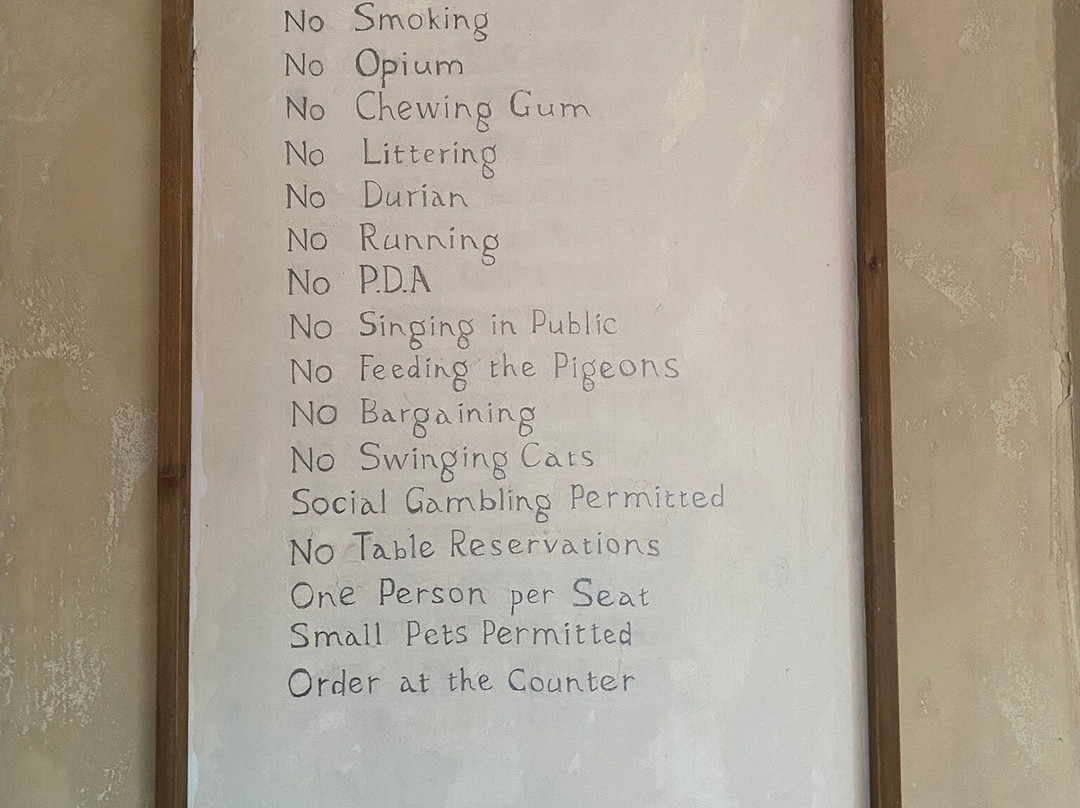 No Smoking
No Opium
No Chewing Gum
No Littering
No Durian
No Running
No P.D.A
No Singing in Public
No Feeding the Pigeons
No Bargaining
No Swinging Cats
Social Gambling Permitted
No Table Reservations
One Person per Seat
Small Pets Permitted
Order at the Counter